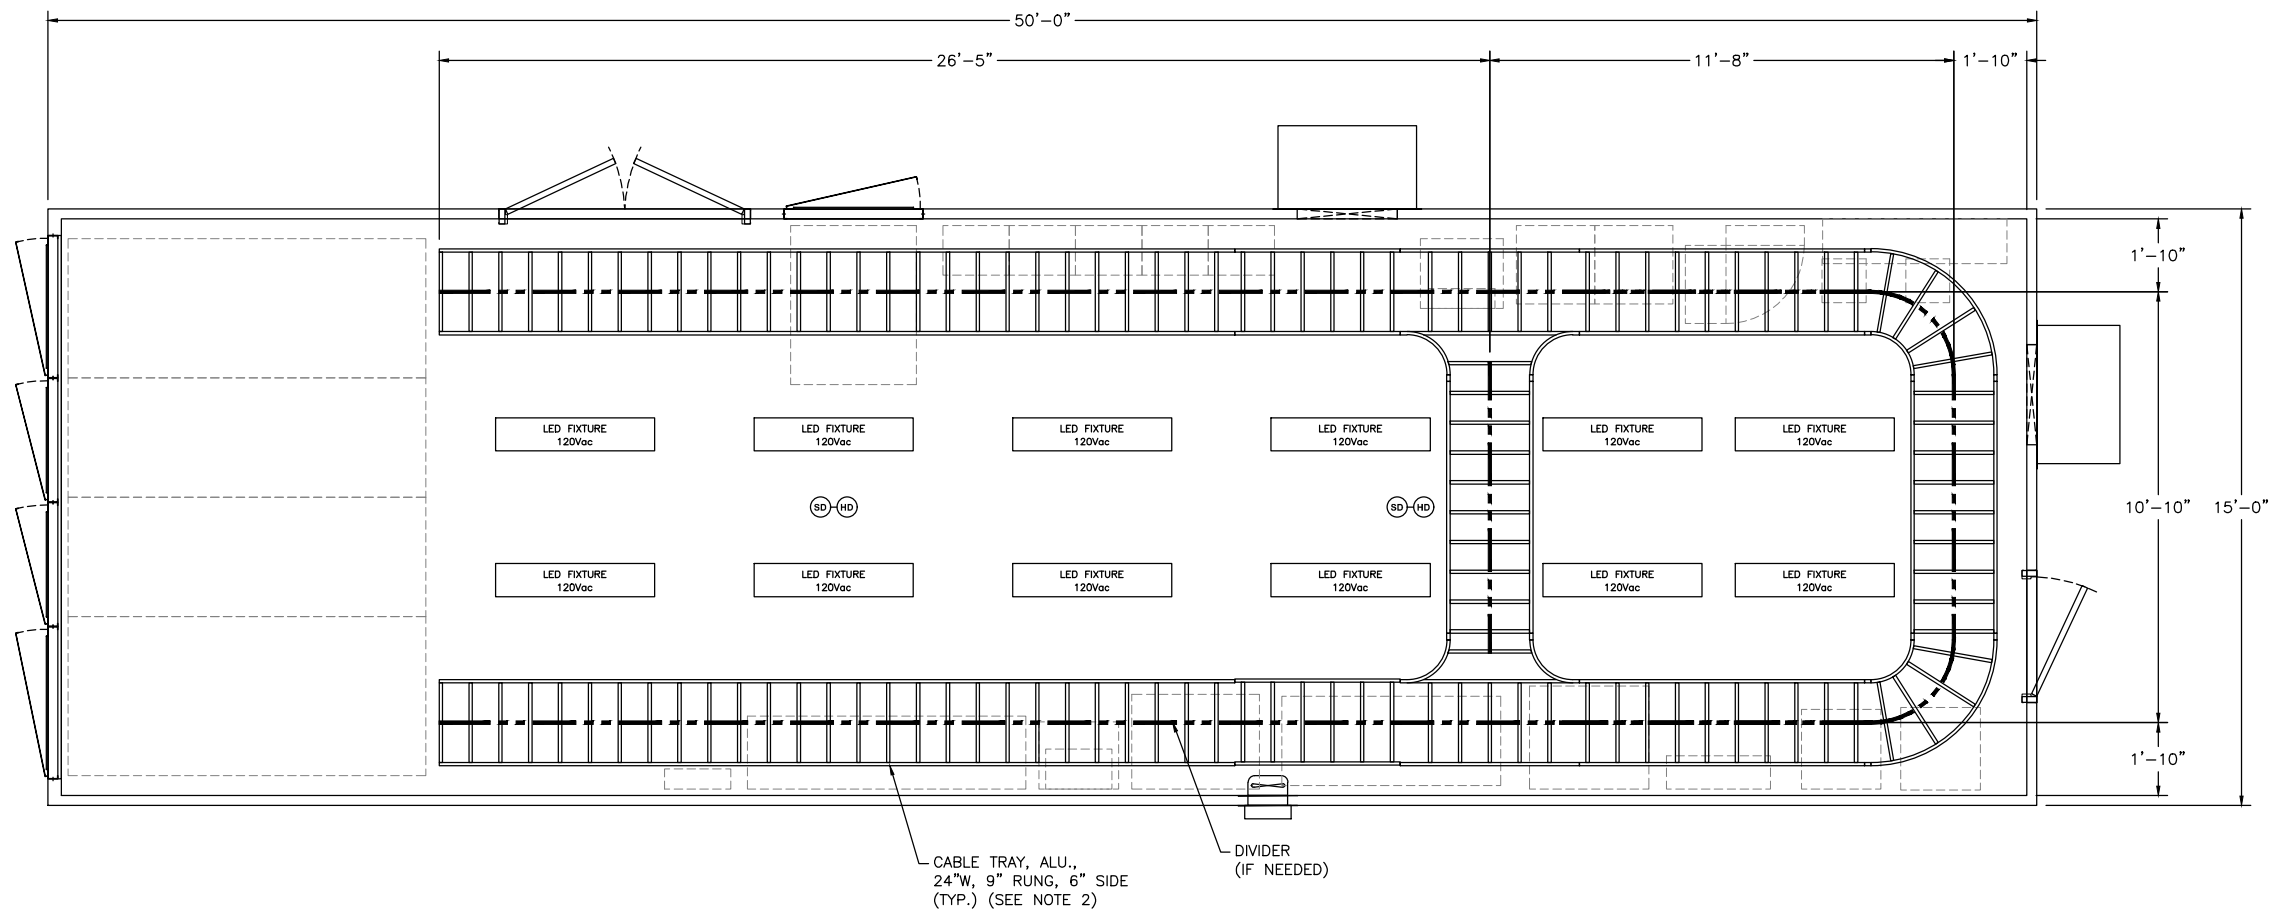 50'-0"
26'-5"
11'-8"
1'-10"
1'-10"
LED FIXTURE
120Vac
LED FIXTURE
120Vac
LED FIXTURE
120Vac
LED FIXTURE
120Vac
LED FIXTURE
120Vac
LED FIXTURE
120Vac
SD HD
SD HD
10'-10"
15'-0"
LED FIXTURE
120Vac
LED FIXTURE
120Vac
LED FIXTURE
120Vac
LED FIXTURE
120Vac
LED FIXTURE
120Vac
LED FIXTURE
120Vac
1'-10"
DIVIDER
(IF NEEDED)
CABLE TRAY, ALU.,
24"W, 9" RUNG, 6" SIDE
(TYP.) (SEE NOTE 2)